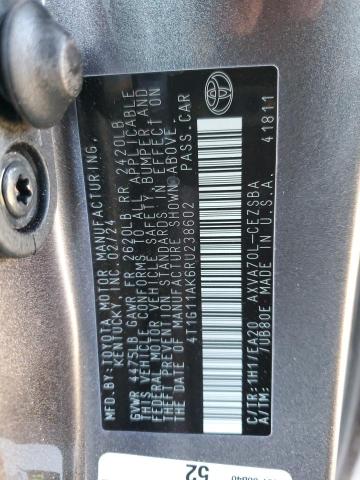 MFD. BY: TOYOTA MOTOR MANUFACTURING,
KENTUCKY, INC. 02/24
GVWR 4475LB GAWR FR 2620LB RR 2420LB
THIS VEHICLE CONFORMS TO ALL APPLICABLE
FEDERAL MOTOR VEHICLE SAFETY, BUMPER, AND
THEFT PREVENTION STANDARDS IN EFFECT ON
THE DATE OF MANUFACTURE SHOWN ABOVE.
4T1G11AK6RU238602 PASS.CAR
C/TR:1H1/EA20 AXVA70L-CEZSBA
A/TM: -/UB80E MADE IN U.S.A. 41811
52